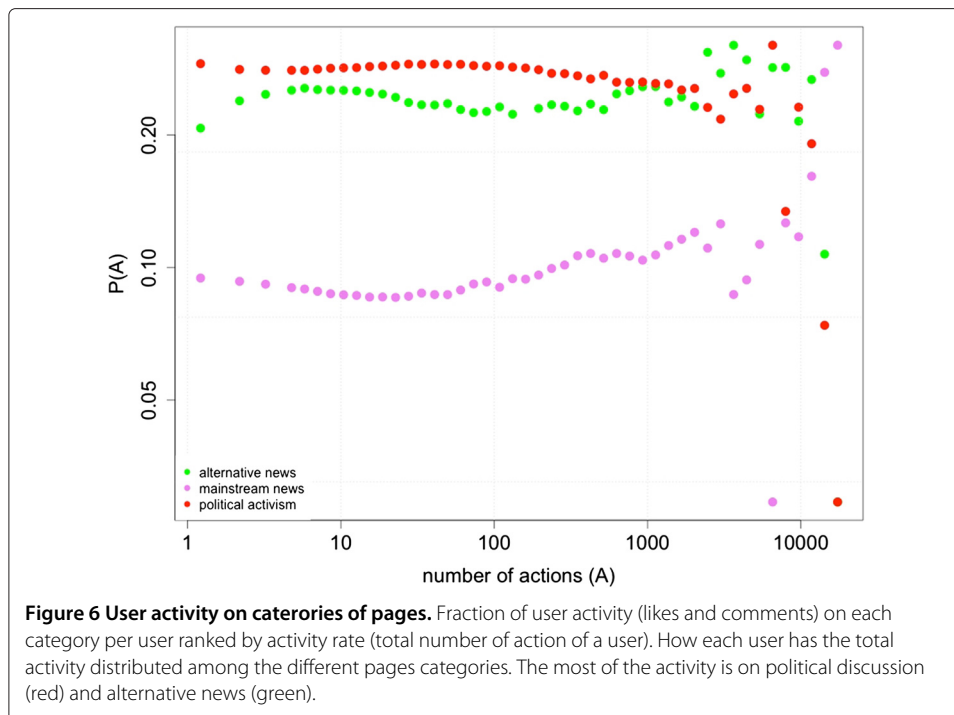 0.20
0.10
0.05
P(A)
alternative news
mainstream news
political activism
1 10 100 1000 10000
number of actions (A)
Figure 6 User activity on caterories of pages. Fraction of user activity (likes and comments) on each
category per user ranked by activity rate (total number of action of a user). How each user has the total
activity distributed among the different pages categories. The most of the activity is on political discussion
(red) and alternative news (green).